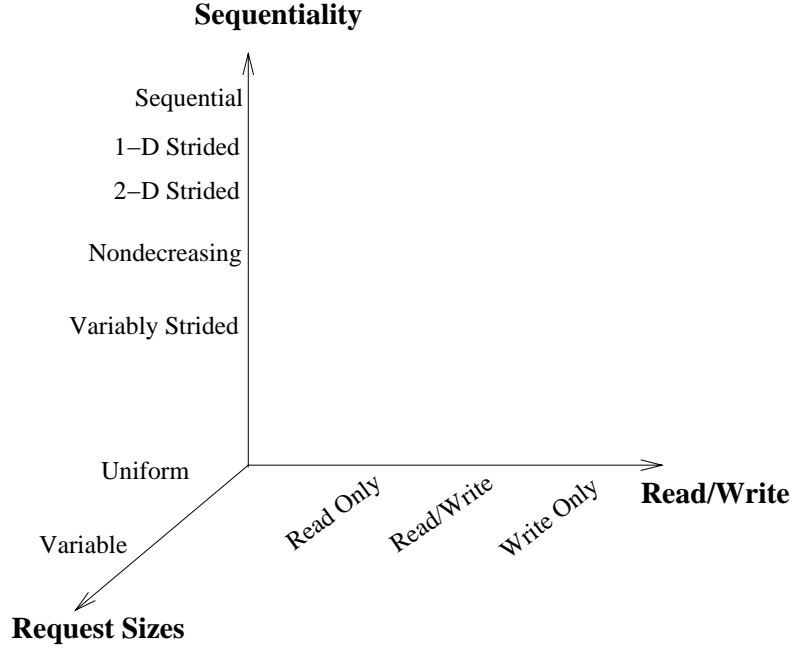 Sequentiality
Sequential
1–D Strided
2–D Strided
Nondecreasing
Variably Strided
Uniform
Read Only
Read/Write
Write Only
Read/Write
Variable
Request Sizes